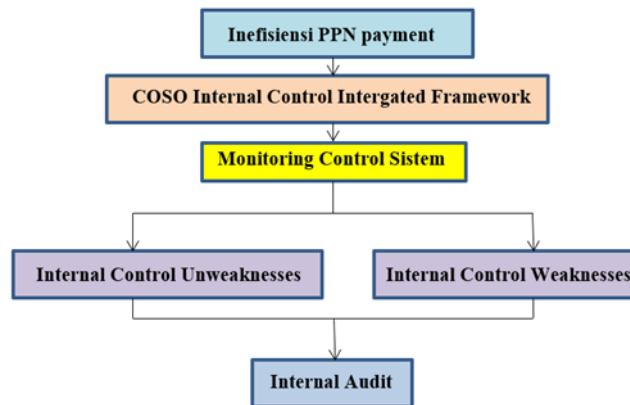 Inefisiensi PPN payment
COSO Internal Control Intergated Framework
Monitoring Control Sistem
Internal Control Unweaknesses
Internal Control Weaknesses
Internal Audit